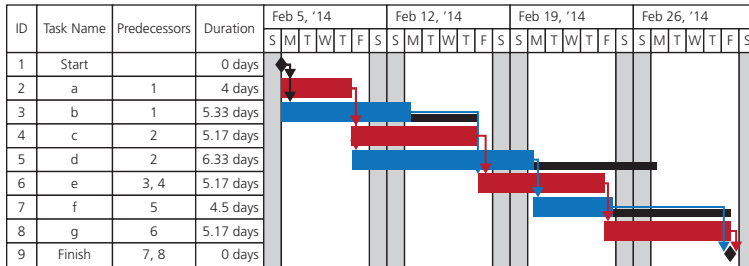 ID Task Name Predecessors Duration Feb 5, '14 Feb 12, '14 Feb 19, '14 Feb 26, '14
S M T W T F S S M T W T F S S M T W T F S S M T W T F S
1 Start 0 days
2 a 1 4 days
3 b 1 5.33 days
4 c 2 5.17 days
5 d 2 6.33 days
6 e 3, 4 5.17 days
7 f 5 4.5 days
8 g 6 5.17 days
9 Finish 7, 8 0 days